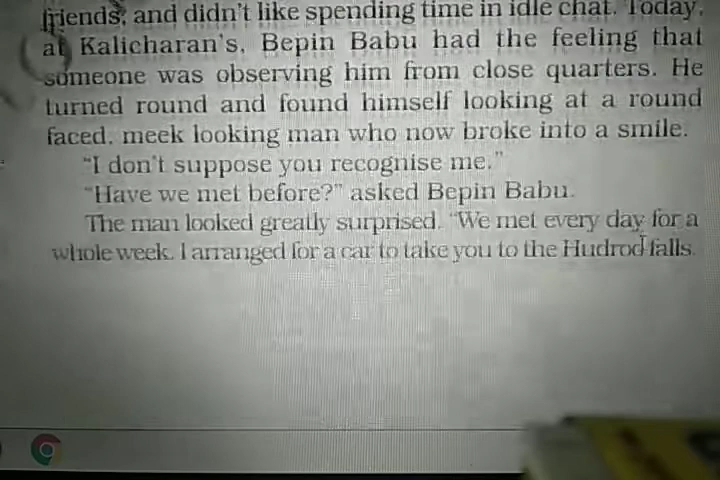 friends, and didn't like spending time in idle chat. Today,
at Kalicharan's, Bepin Babu had the feeling that
someone was observing him from close quarters. He
turned round and found himself looking at a round
faced, meek looking man who now broke into a smile.
"I don't suppose you recognise me."
"Have we met before?" asked Bepin Babu.
The man looked greatly surprised. "We met every day for a
whole week. I arranged for a car to take you to the Hudrod falls.